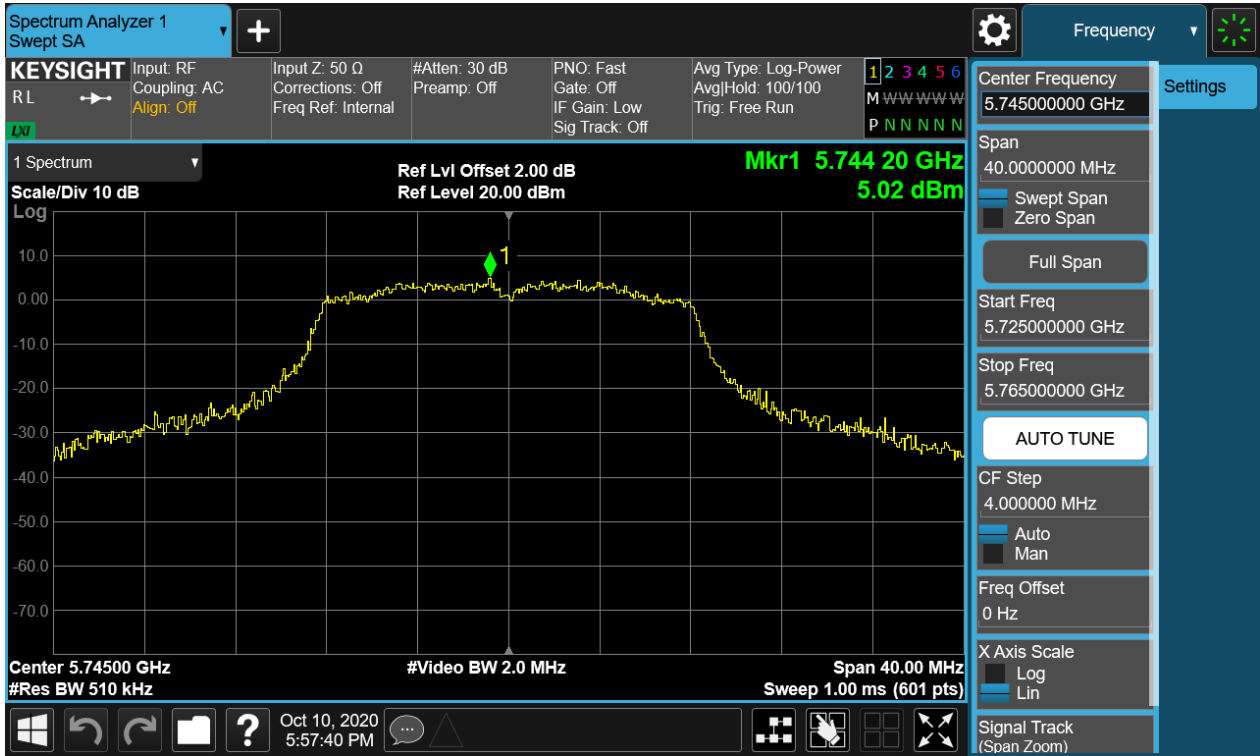 Spectrum Analyzer 1
Swept SA
Frequency
KEYSIGHT
R L
LXI
Input: RF
Coupling: AC
Align: Off
Input Z: 50 Ω
Corrections: Off
Freq Ref: Internal
#Atten: 30 dB
Preamp: Off
PNO: Fast
Gate: Off
IF Gain: Low
Sig Track: Off
Avg Type: Log-Power
Avg|Hold: 100/100
Trig: Free Run
1 2 3 4 5 6
M W W W W W
P N N N N N
1 Spectrum
Scale/Div 10 dB
Ref Lvl Offset 2.00 dB
Ref Level 20.00 dBm
Mkr1 5.744 20 GHz
5.02 dBm
Log
10.0
0.00
-10.0
-20.0
-30.0
-40.0
-50.0
-60.0
-70.0
1
Center 5.74500 GHz
#Res BW 510 kHz
#Video BW 2.0 MHz
Span 40.00 MHz
Sweep 1.00 ms (601 pts)
Center Frequency
5.745000000 GHz
Span
40.0000000 MHz
Swept Span
Zero Span
Full Span
Start Freq
5.725000000 GHz
Stop Freq
5.765000000 GHz
AUTO TUNE
CF Step
4.000000 MHz
Auto
Man
Freq Offset
0 Hz
X Axis Scale
Log
Lin
Signal Track
(Span Zoom)
Settings
?
Oct 10, 2020
5:57:40 PM